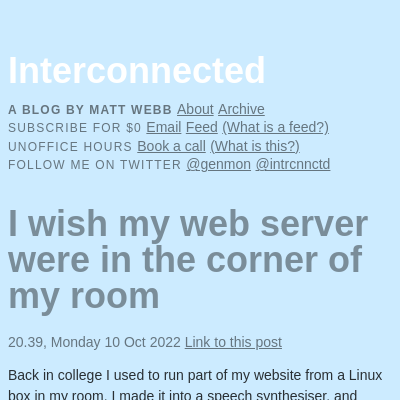 Interconnected
A BLOG BY MATT WEBB About Archive
SUBSCRIBE FOR $0 Email Feed (What is a feed?)
UNOFFICE HOURS Book a call (What is this?)
FOLLOW ME ON TWITTER @genmon @intrcnnctd
I wish my web server
were in the corner of
my room
20.39, Monday 10 Oct 2022 Link to this post
Back in college I used to run part of my website from a Linux
box in my room. I made it into a speech synthesiser, and